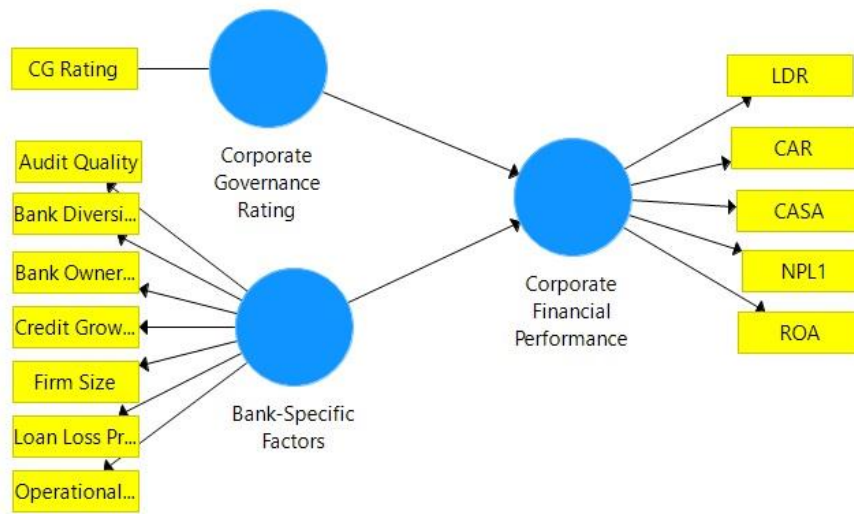 CG Rating
Corporate
Governance
Rating
Audit Quality
Bank Diversi...
Bank Owner...
Credit Grow...
Firm Size
Loan Loss Pr...
Operational...
Bank-Specific
Factors
Corporate
Financial
Performance
LDR
CAR
CASA
NPL1
ROA